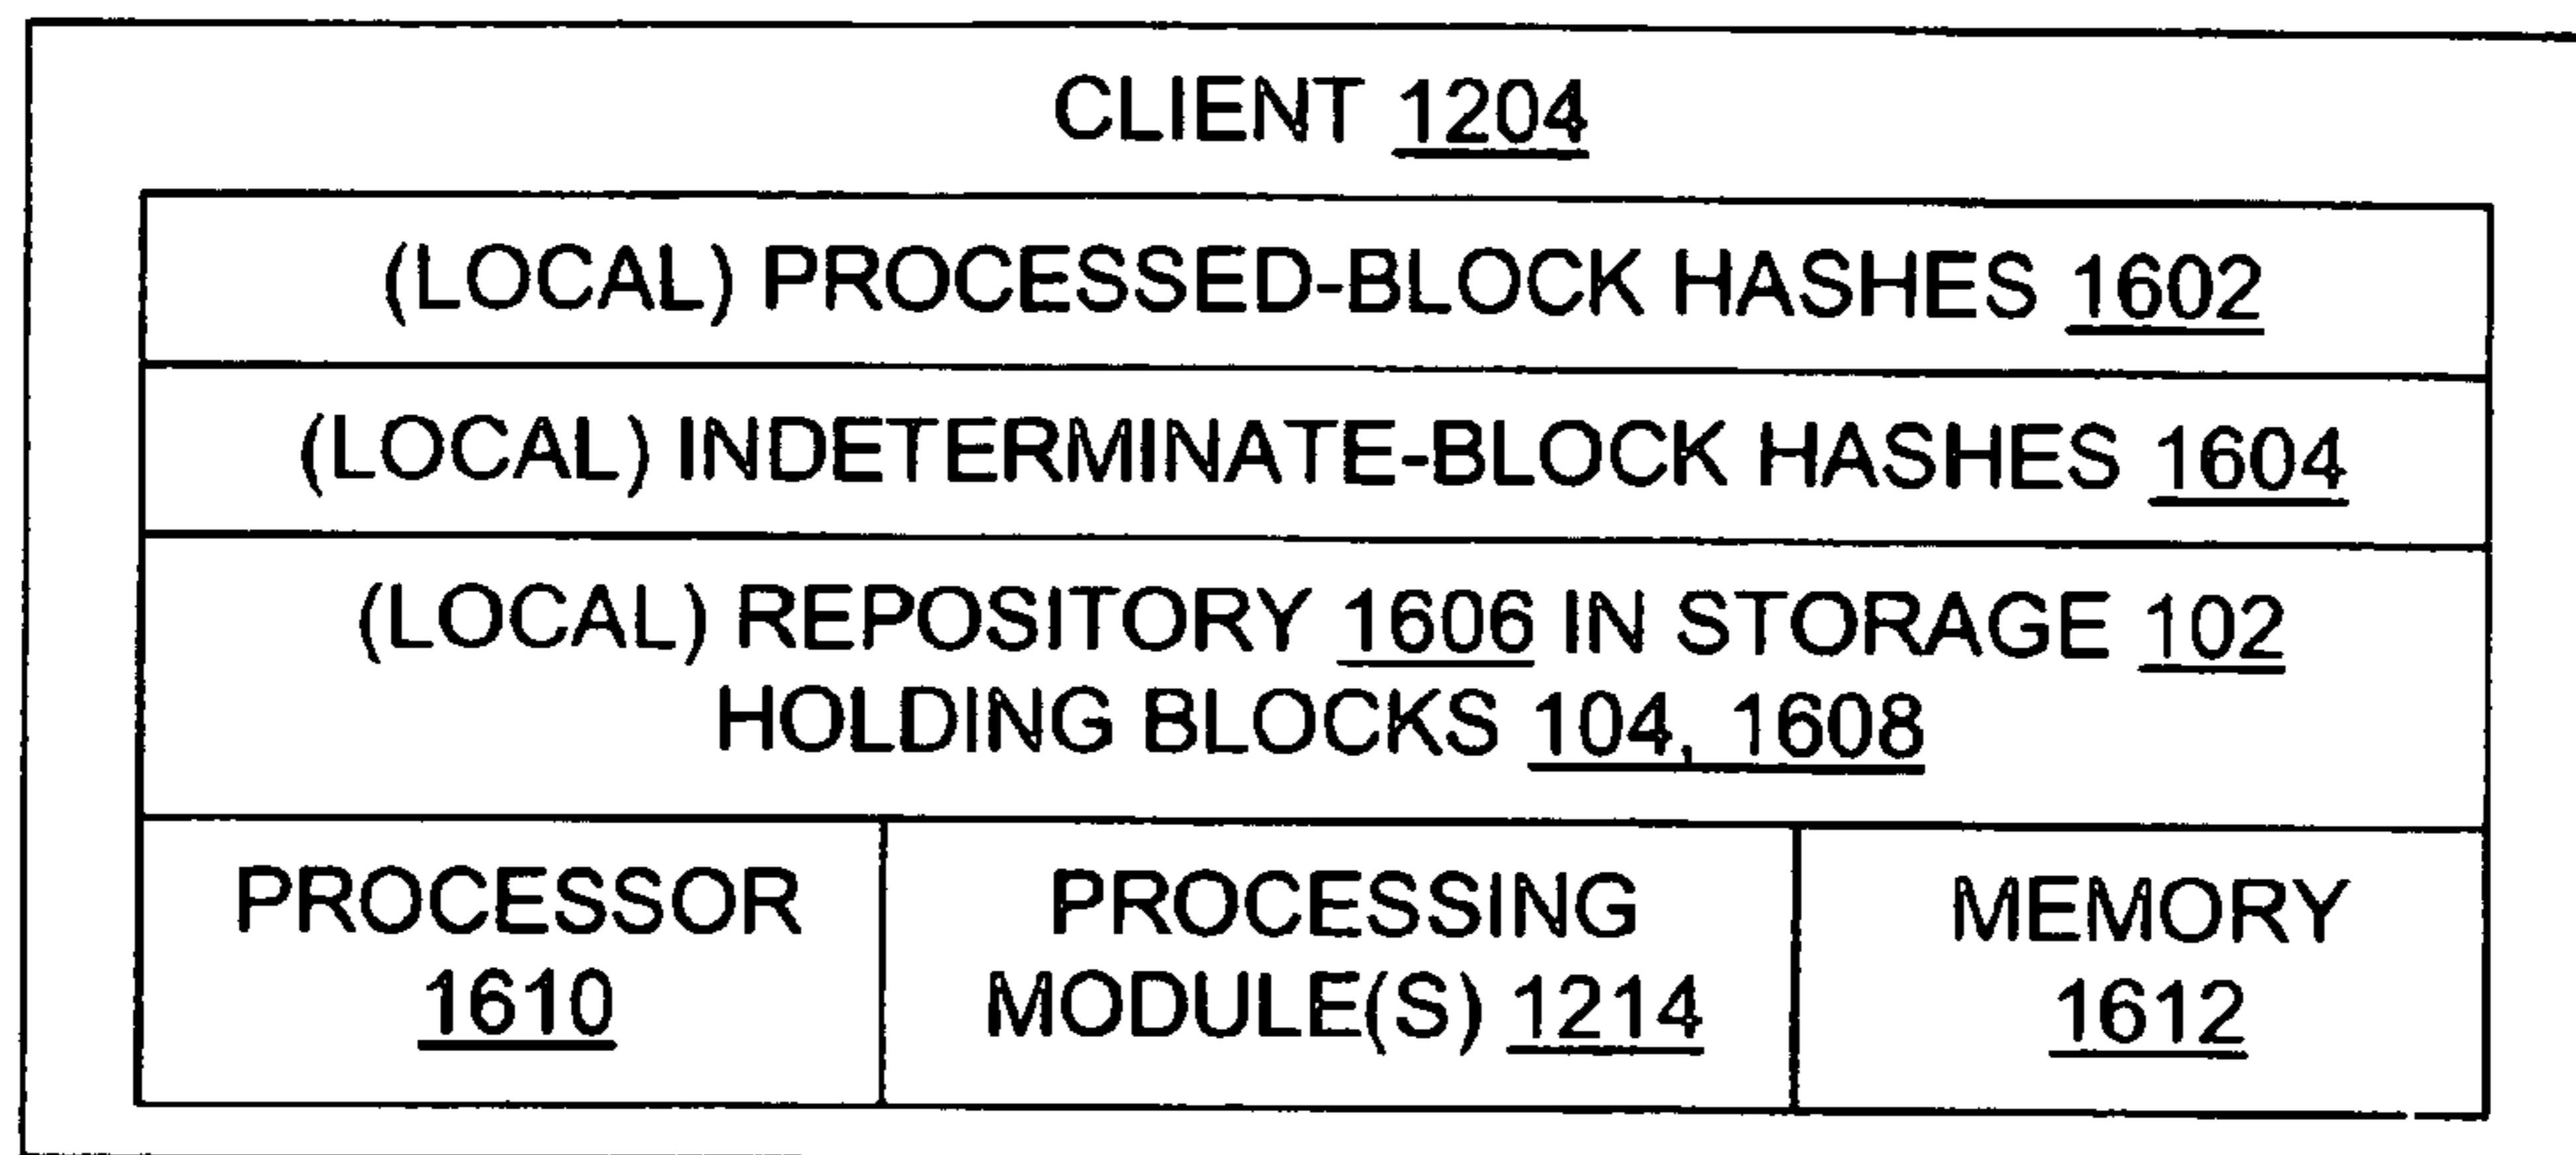 CLIENT 1204
(LOCAL) PROCESSED-BLOCK HASHES 1602
(LOCAL) INDETERMINATE-BLOCK HASHES 1604
(LOCAL) REPOSITORY 1606 IN STORAGE 102
HOLDING BLOCKS 104, 1608
PROCESSOR
1610
PROCESSING
MODULE(S) 1214
MEMORY
1612